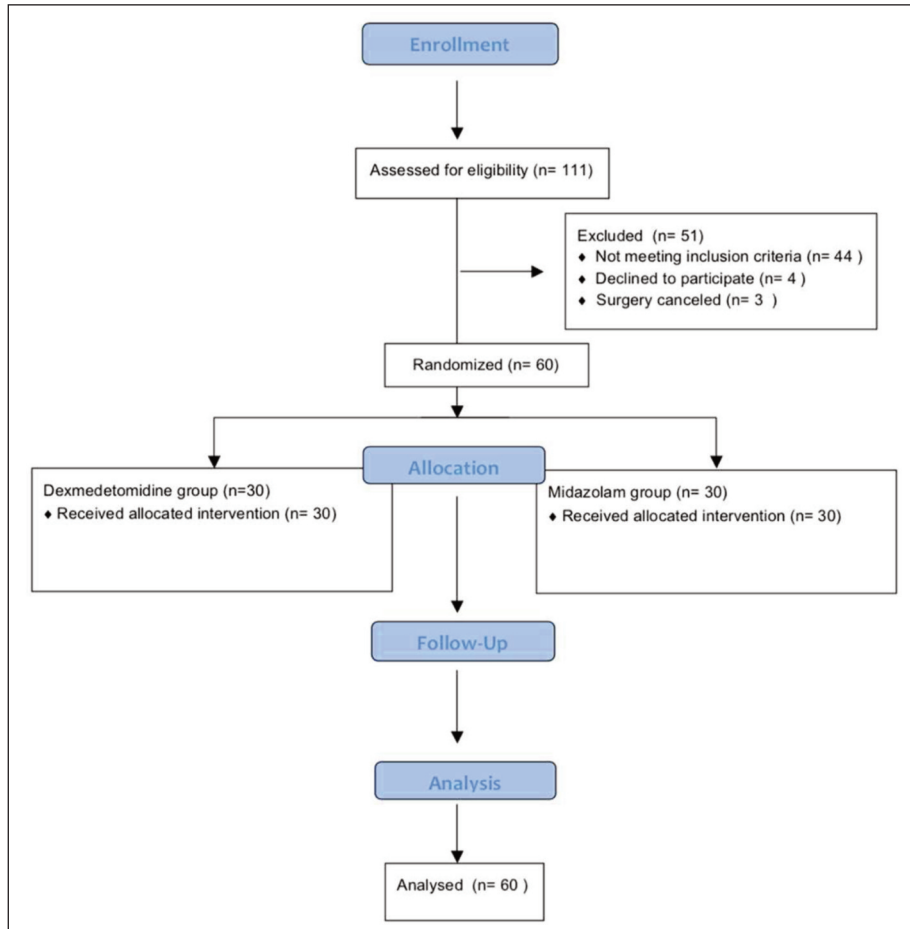 Enrollment
Assessed for eligibility (n= 111)
Excluded (n= 51)
♦ Not meeting inclusion criteria (n= 44 )
♦ Declined to participate (n= 4 )
♦ Surgery canceled (n= 3 )
Randomized (n= 60)
Allocation
Dexmedetomidine group (n=30)
♦ Received allocated intervention (n= 30)
Midazolam group (n= 30)
♦ Received allocated intervention (n= 30)
Follow-Up
Analysis
Analysed (n= 60 )